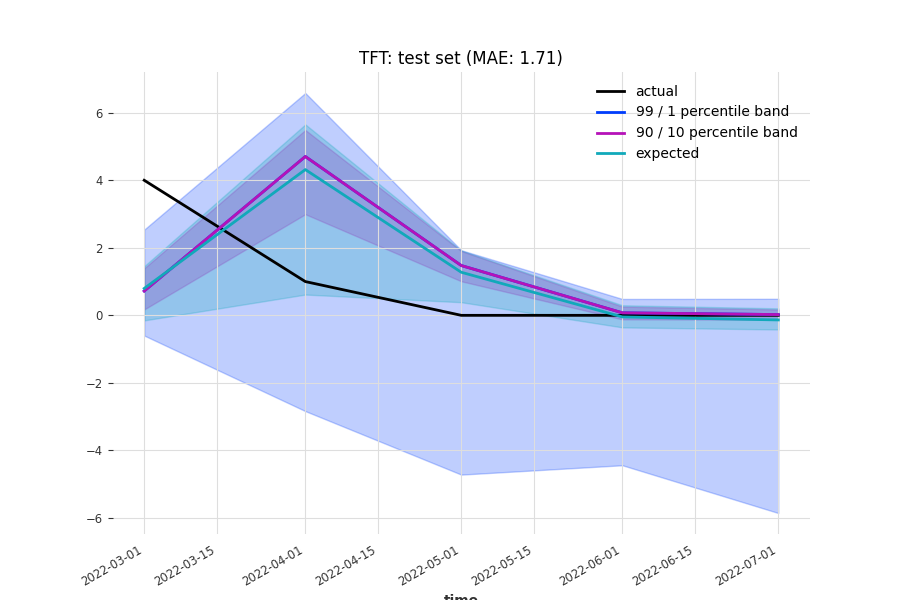 TFT: test set (MAE: 1.71)
actual
99 / 1 percentile band
90 / 10 percentile band
expected
6
4
2
0
−2
−4
−6
2022-03-01
2022-03-15
2022-04-01
2022-04-15
2022-05-01
2022-05-15
2022-06-01
2022-06-15
2022-07-01
time